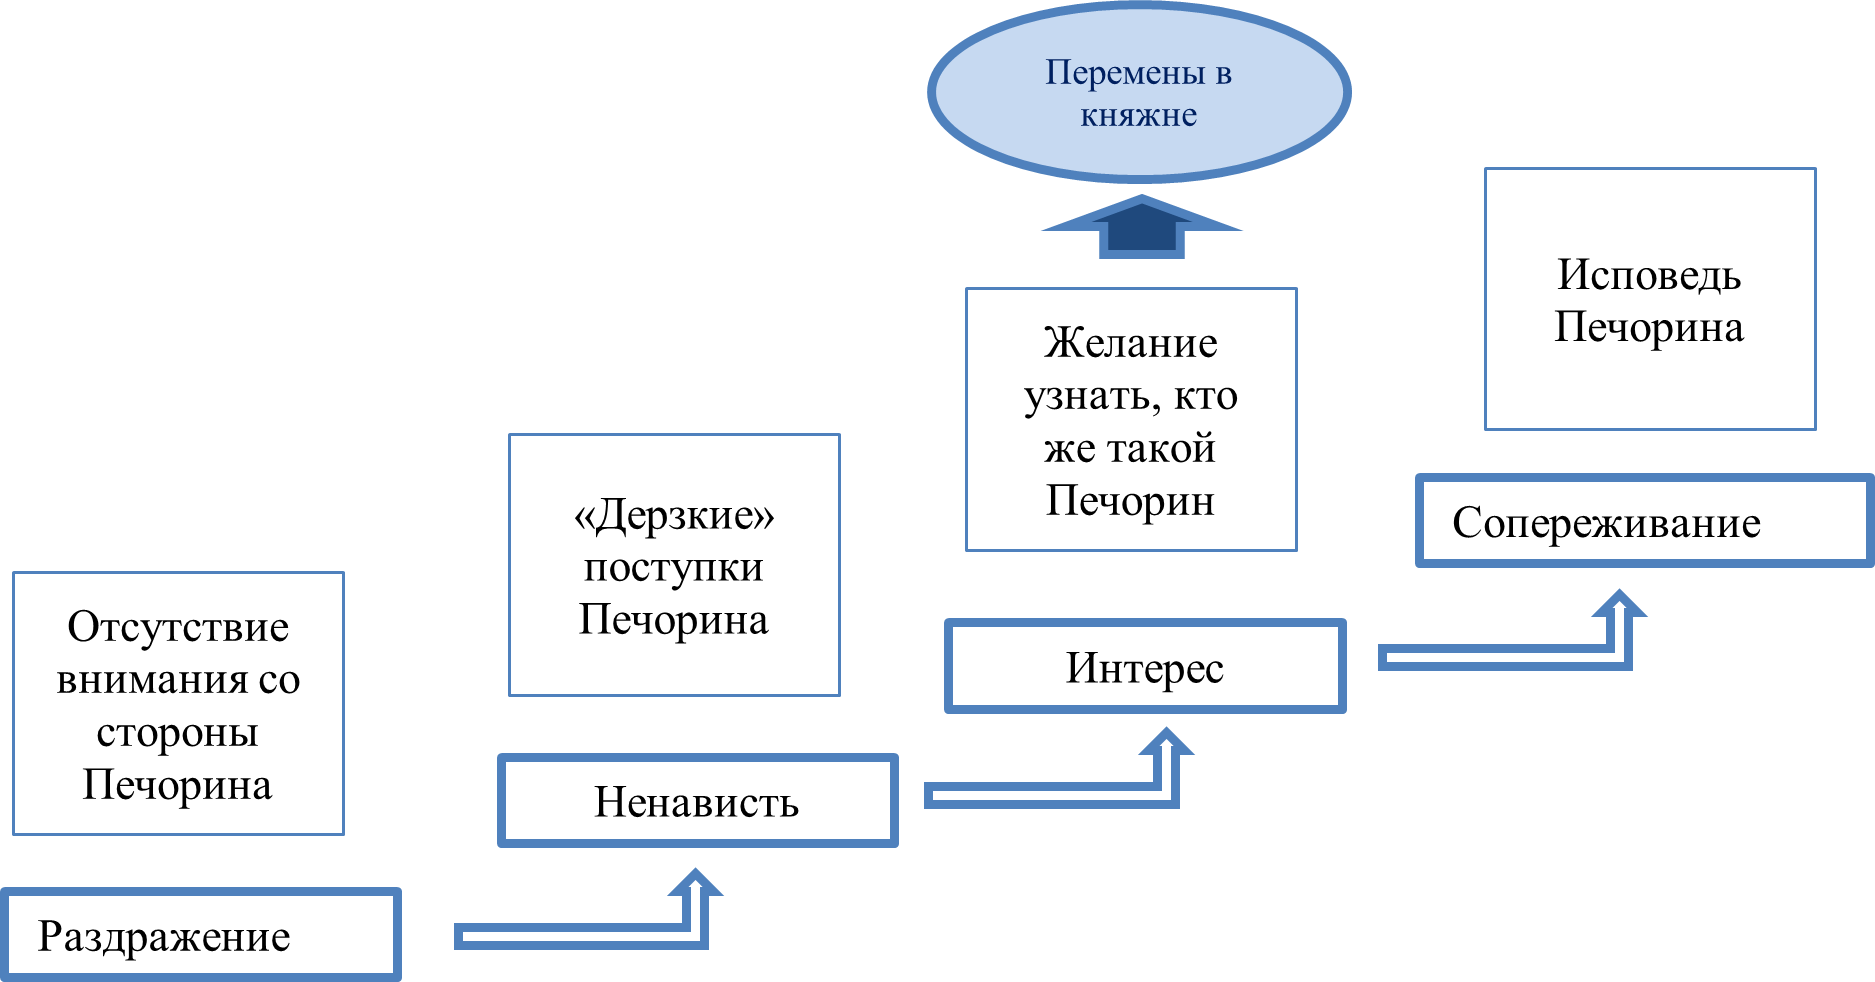 Перемены в
княжне
Исповедь
Печорина
Желание
узнать, кто
же такой
Печорин
«Дерзкие»
поступки
Печорина
Сопереживание
Отсутствие
внимания со
стороны
Печорина
Интерес
Ненависть
Раздражение